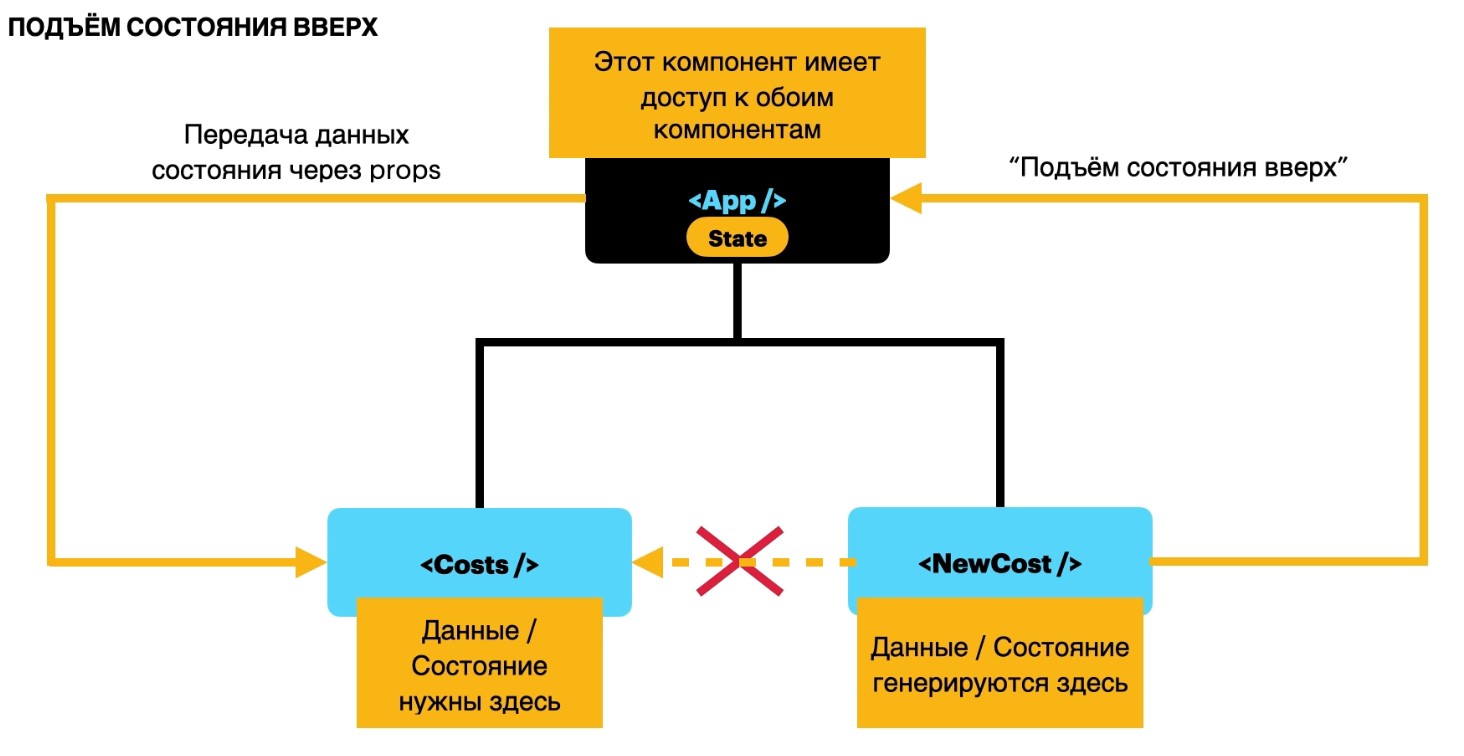 ПОДЪЁМ СОСТОЯНИЯ ВВЕРХ
Этот компонент имеет
доступ к обоим
компонентам
Передача данных
состояния через props
“Подъём состояния вверх”
<App />
State
<Costs />
<NewCost />
Данные /
Состояние
нужны здесь
Данные / Состояние
генерируются здесь